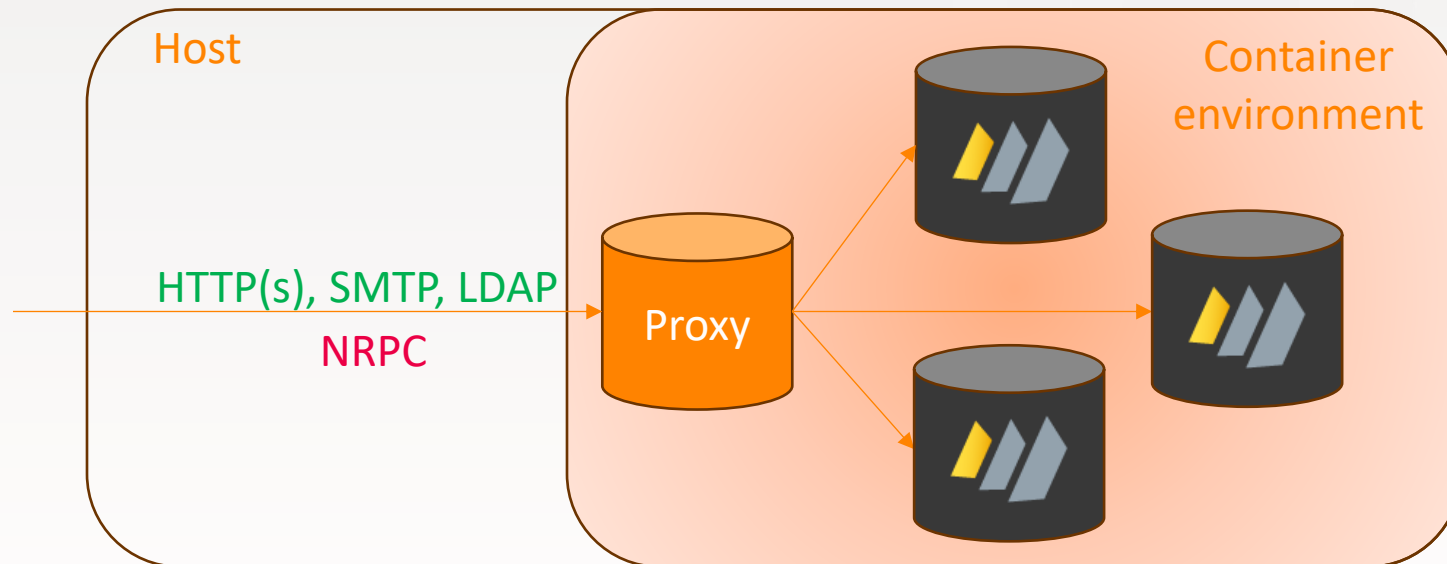 Host
Container
environment
HTTP(s), SMTP, LDAP
NRPC
Proxy